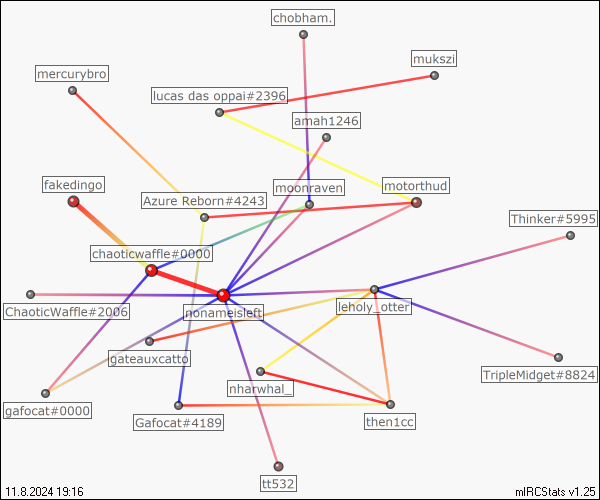 chobham.
mukszi
mercurybro
lucas das oppai#2396
amah1246
fakedingo
moonraven
motorthud
Azure Reborn#4243
Thinker#5995
chaoticwaffle#0000
ChaoticWaffle#2006
nonameisleft
leholy_otter
gateauxcatto
TripleMidget#8824
nharwhal_
gafocat#0000
Gafocat#4189
then1cc
tt532
11.8.2024 19:16
mIRCStats v1.25